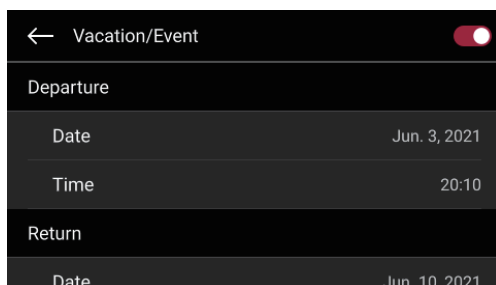 Vacation/Event
Departure
Date Jun. 3, 2021
Time 20:10
Return
Date Jun. 10, 2021